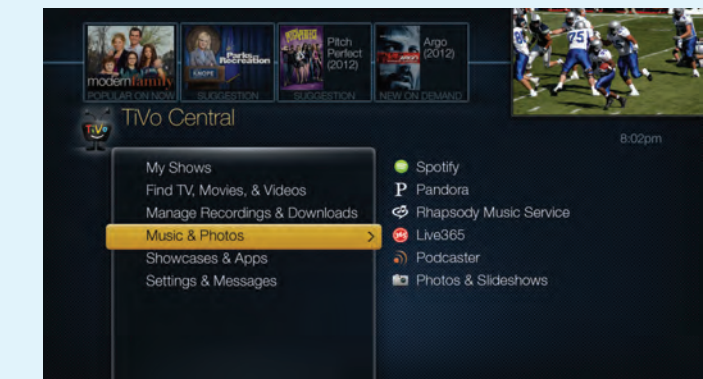 modern family
POPULAR ON NOW
Parks and Recreation
KNOPE
SUGGESTION
Pitch
Perfect
(2012)
SUGGESTION
Argo
(2012)
NEW ON DEMAND
75
TiVo
TiVo Central
8:02pm
My Shows
Find TV, Movies, & Videos
Manage Recordings & Downloads
Music & Photos >
Showcases & Apps
Settings & Messages
Spotify
P Pandora
Rhapsody Music Service
365 Live365
Podcaster
Photos & Slideshows